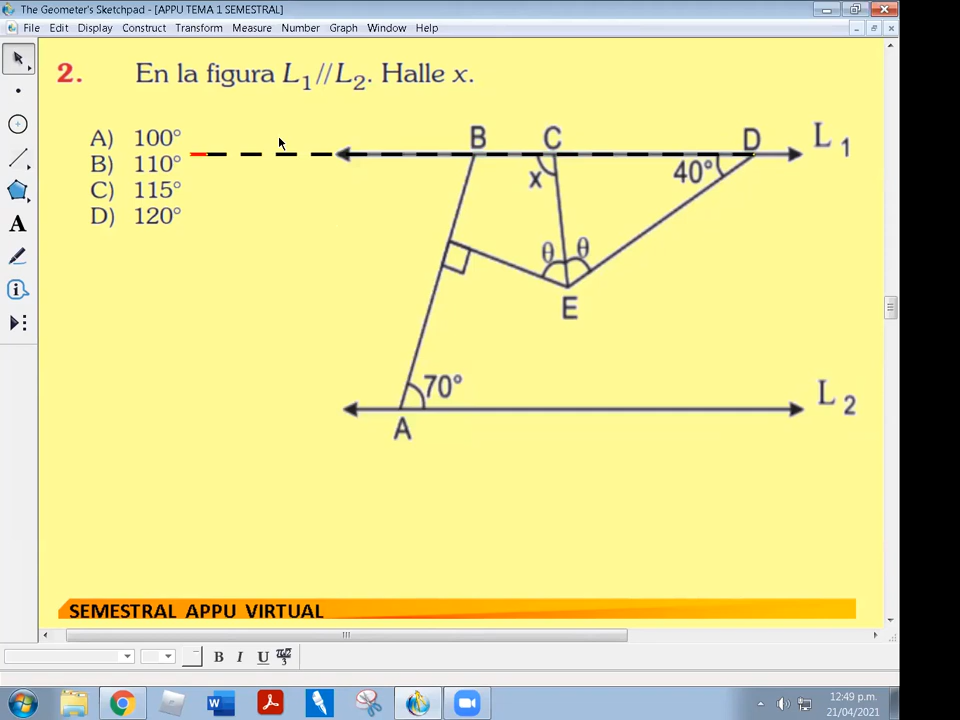 The Geometer's Sketchpad - [APPU TEMA 1 SEMESTRAL]
File Edit Display Construct Transform Measure Number Graph Window Help
2. En la figura L1//L2. Halle x.
A) 100°
B) 110°
C) 115°
D) 120°
B C D L1
x 40°
θ θ
E
70°
L2
A
SEMESTRAL APPU VIRTUAL
B I U
12:49 p.m.
21/04/2021